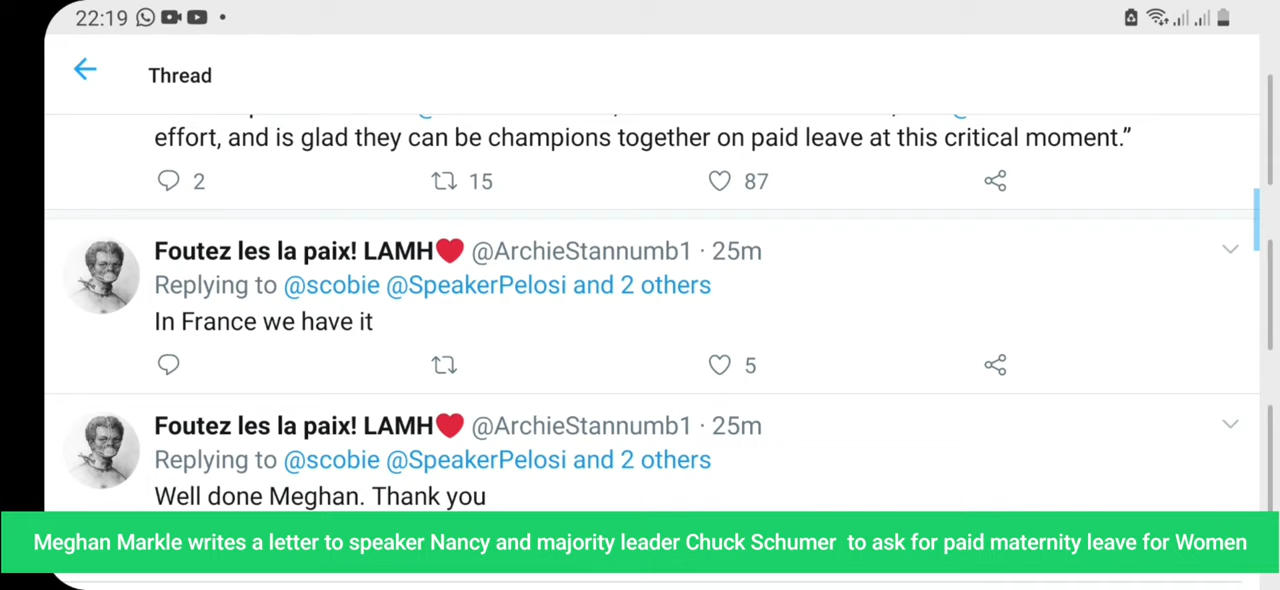 22:19
Thread
effort, and is glad they can be champions together on paid leave at this critical moment.”
2 15 87
Foutez les la paix! LAMH❤️ @ArchieStannumb1 · 25m
Replying to @scobie @SpeakerPelosi and 2 others
In France we have it
5
Foutez les la paix! LAMH❤️ @ArchieStannumb1 · 25m
Replying to @scobie @SpeakerPelosi and 2 others
Well done Meghan. Thank you
Meghan Markle writes a letter to speaker Nancy and majority leader Chuck Schumer to ask for paid maternity leave for Women